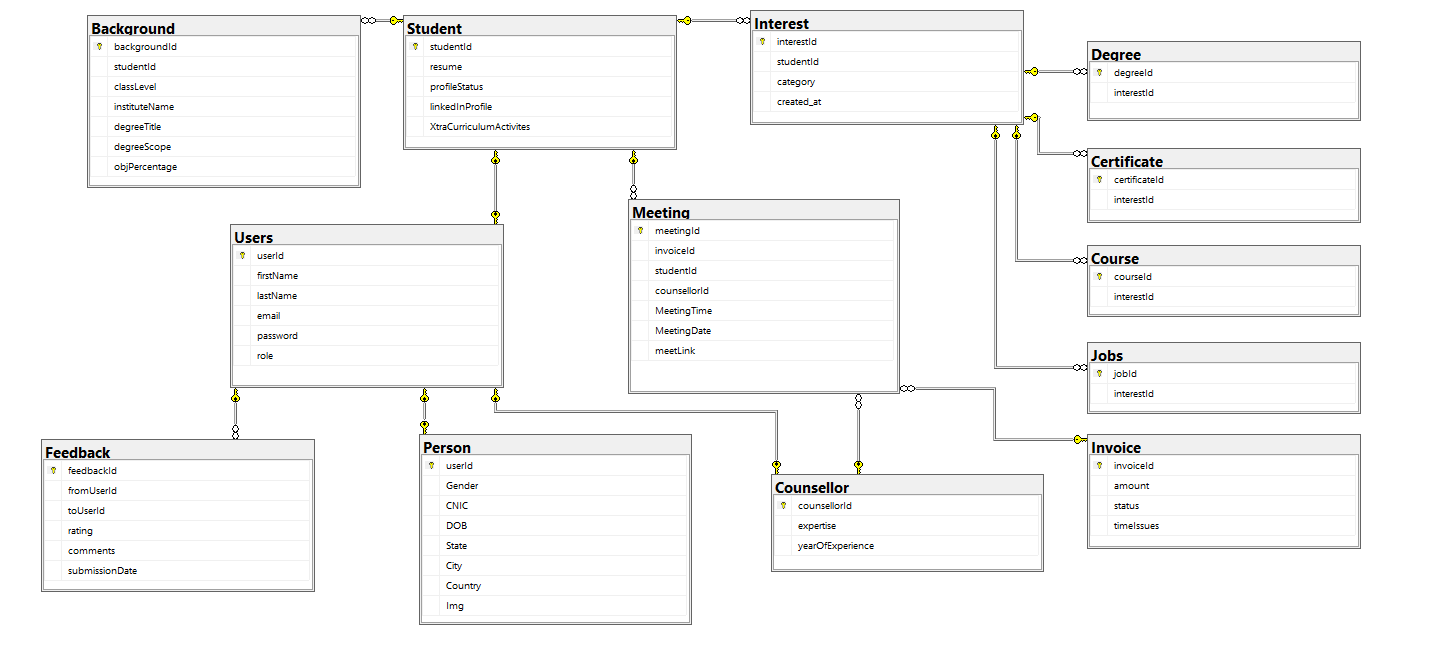 Background
backgroundId
studentId
classLevel
instituteName
degreeTitle
degreeScope
objPercentage
Student
studentId
resume
profileStatus
linkedInProfile
XtraCurriculumActivites
Interest
interestId
studentId
category
created_at
Degree
degreeId
interestId
Certificate
certificateId
interestId
Course
courseId
interestId
Jobs
jobId
interestId
Users
userId
firstName
lastName
email
password
role
Meeting
meetingId
invoiceId
studentId
counsellorId
MeetingTime
MeetingDate
meetLink
Feedback
feedbackId
fromUserId
toUserId
rating
comments
submissionDate
Person
userId
Gender
CNIC
DOB
State
City
Country
Img
Counsellor
counsellorId
expertise
yearOfExperience
Invoice
invoiceId
amount
status
timeIssues